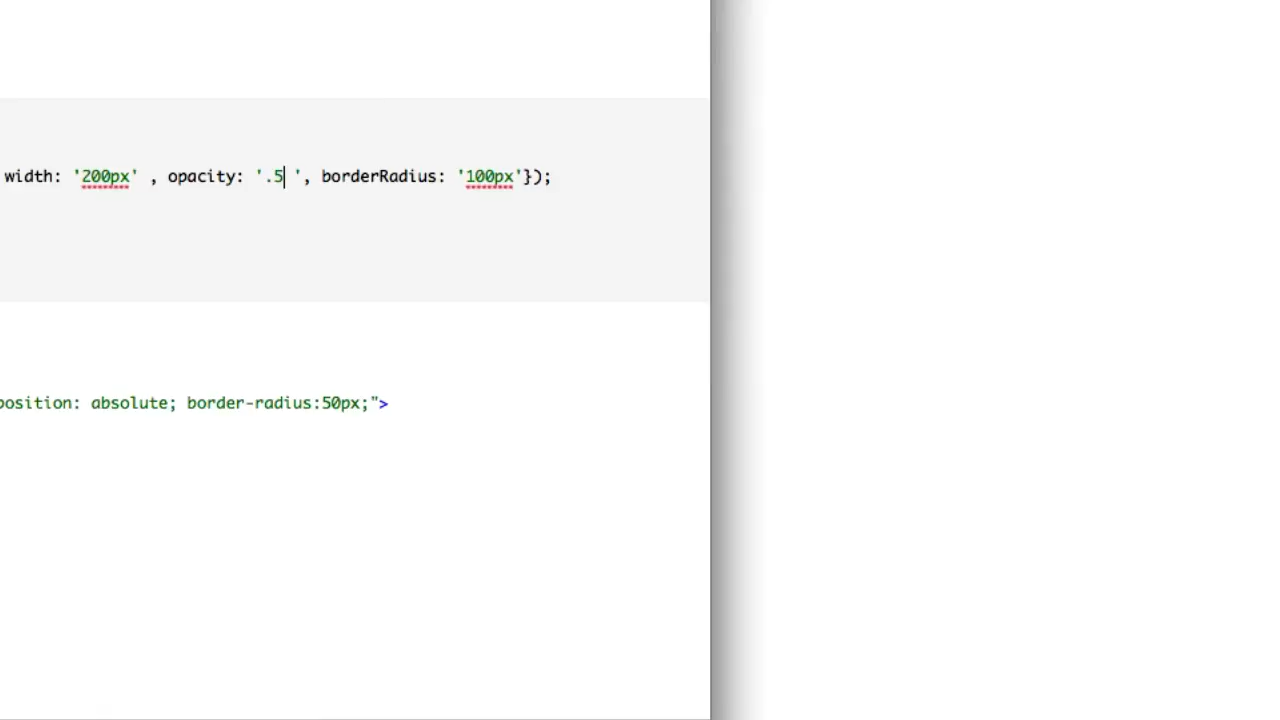 width: '200px' , opacity: '.5 ', borderRadius: '100px'});
position: absolute; border-radius:50px;">